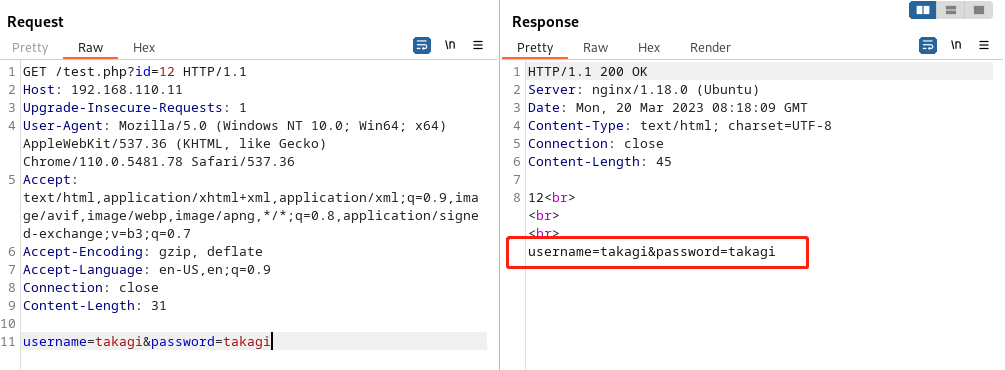 Request
Pretty Raw Hex \n
1 GET /test.php?id=12 HTTP/1.1
2 Host: 192.168.110.11
3 Upgrade-Insecure-Requests: 1
4 User-Agent: Mozilla/5.0 (Windows NT 10.0; Win64; x64)
AppleWebKit/537.36 (KHTML, like Gecko)
Chrome/110.0.5481.78 Safari/537.36
5 Accept:
text/html,application/xhtml+xml,application/xml;q=0.9,ima
ge/avif,image/webp,image/apng,*/*;q=0.8,application/signe
d-exchange;v=b3;q=0.7
6 Accept-Encoding: gzip, deflate
7 Accept-Language: en-US,en;q=0.9
8 Connection: close
9 Content-Length: 31
10
11 username=takagi&password=takagi
Response
Pretty Raw Hex Render \n
1 HTTP/1.1 200 OK
2 Server: nginx/1.18.0 (Ubuntu)
3 Date: Mon, 20 Mar 2023 08:18:09 GMT
4 Content-Type: text/html; charset=UTF-8
5 Connection: close
6 Content-Length: 45
7
8 12<br>
<br>
<br>
username=takagi&password=takagi